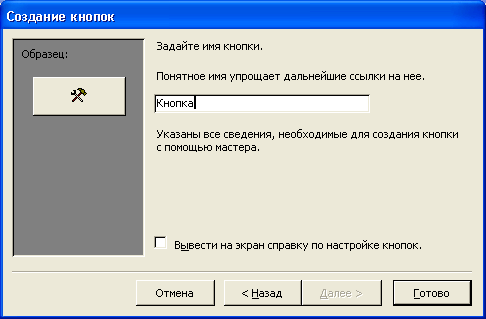 Создание кнопок
Образец:
Задайте имя кнопки.
Понятное имя упрощает дальнейшие ссылки на нее.
Кнопка
Указаны все сведения, необходимые для создания кнопки
с помощью мастера.
Вывести на экран справку по настройке кнопок.
Отмена
< Назад
Далее >
Готово